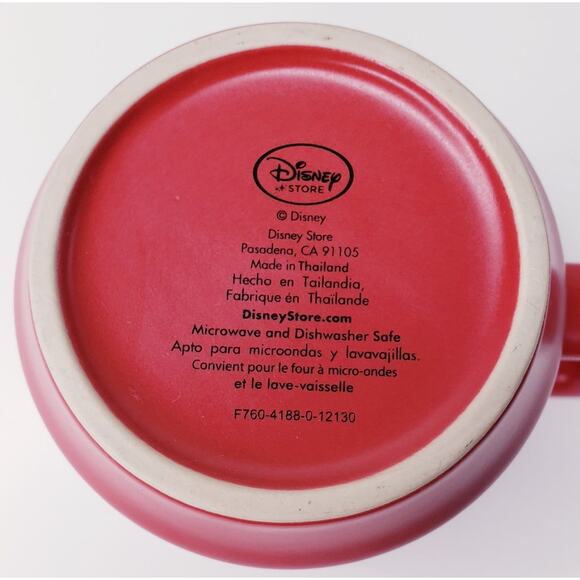 Disney
STORE
© Disney
Disney Store
Pasadena, CA 91105
Made in Thailand
Hecho en Tailandia,
Fabrique én Thaïlande
DisneyStore.com
Microwave and Dishwasher Safe
Apto para microondas y lavavajillas.
Convient pour le four à micro-ondes
et le lave-vaisselle
F760-4188-0-12130